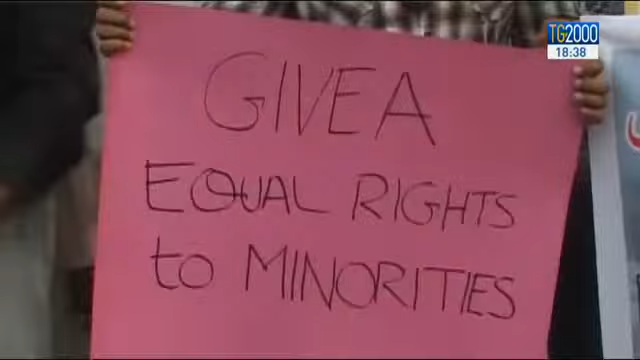 TG2000
18:38
GIVE A
EQUAL RIGHTS
to MINORITIES